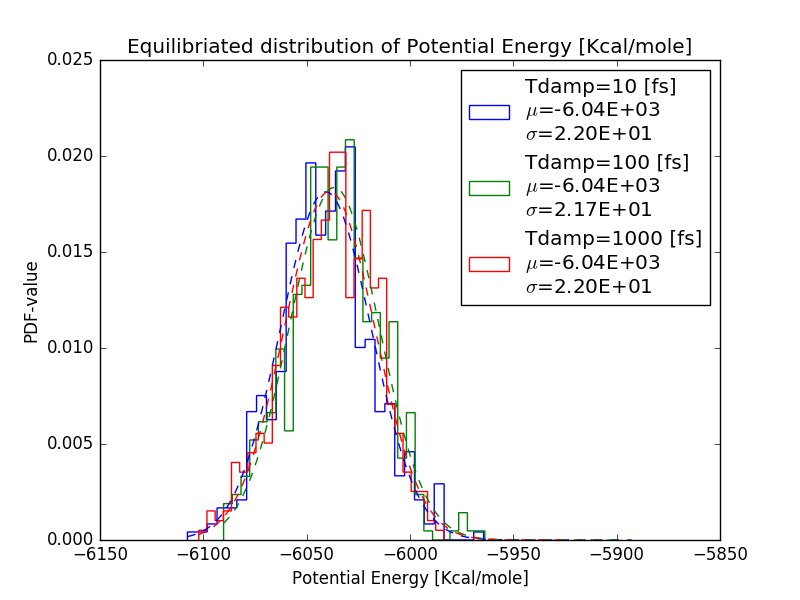 Equilibriated distribution of Potential Energy [Kcal/mole]
0.025
0.020
0.015
0.010
0.005
0.000
PDF-value
Tdamp=10 [fs]
μ=-6.04E+03
σ=2.20E+01
Tdamp=100 [fs]
μ=-6.04E+03
σ=2.17E+01
Tdamp=1000 [fs]
μ=-6.04E+03
σ=2.20E+01
−6150 −6100 −6050 −6000 −5950 −5900 −5850
Potential Energy [Kcal/mole]